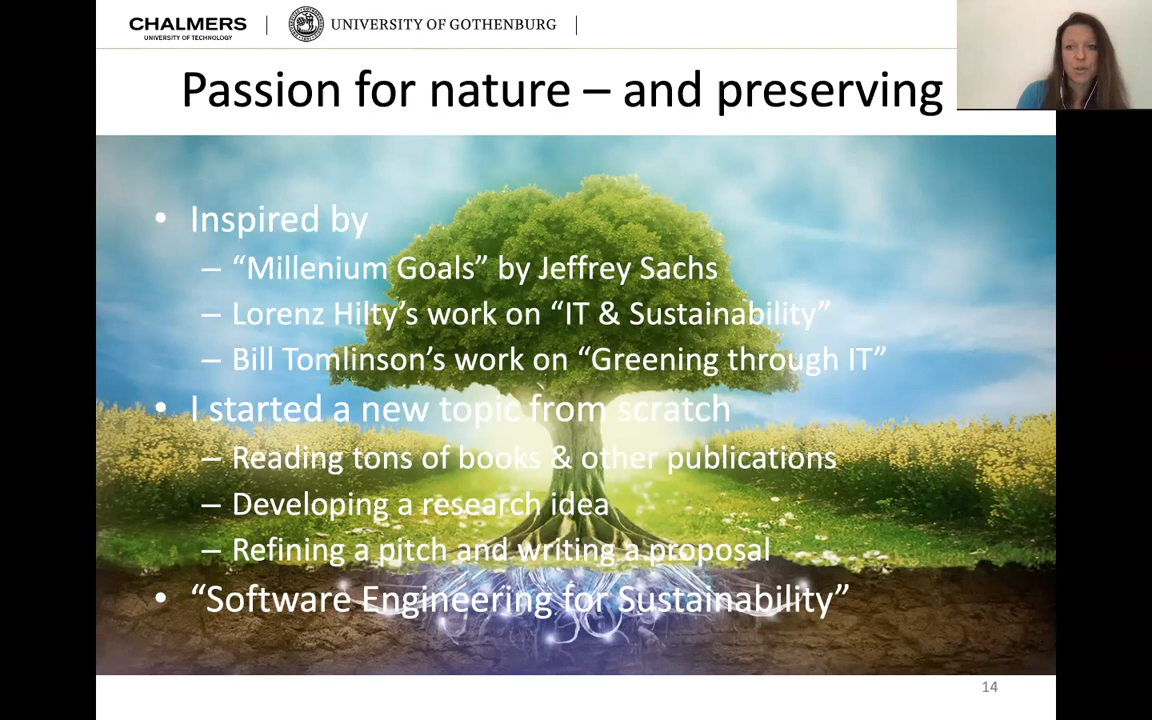 CHALMERS
UNIVERSITY OF TECHNOLOGY
UNIVERSITY OF GOTHENBURG
Passion for nature – and preserving
• Inspired by
– “Millenium Goals” by Jeffrey Sachs
– Lorenz Hilty’s work on “IT & Sustainability”
– Bill Tomlinson’s work on “Greening through IT”
• I started a new topic from scratch
– Reading tons of books & other publications
– Developing a research idea
– Refining a pitch and writing a proposal
• “Software Engineering for Sustainability”
14